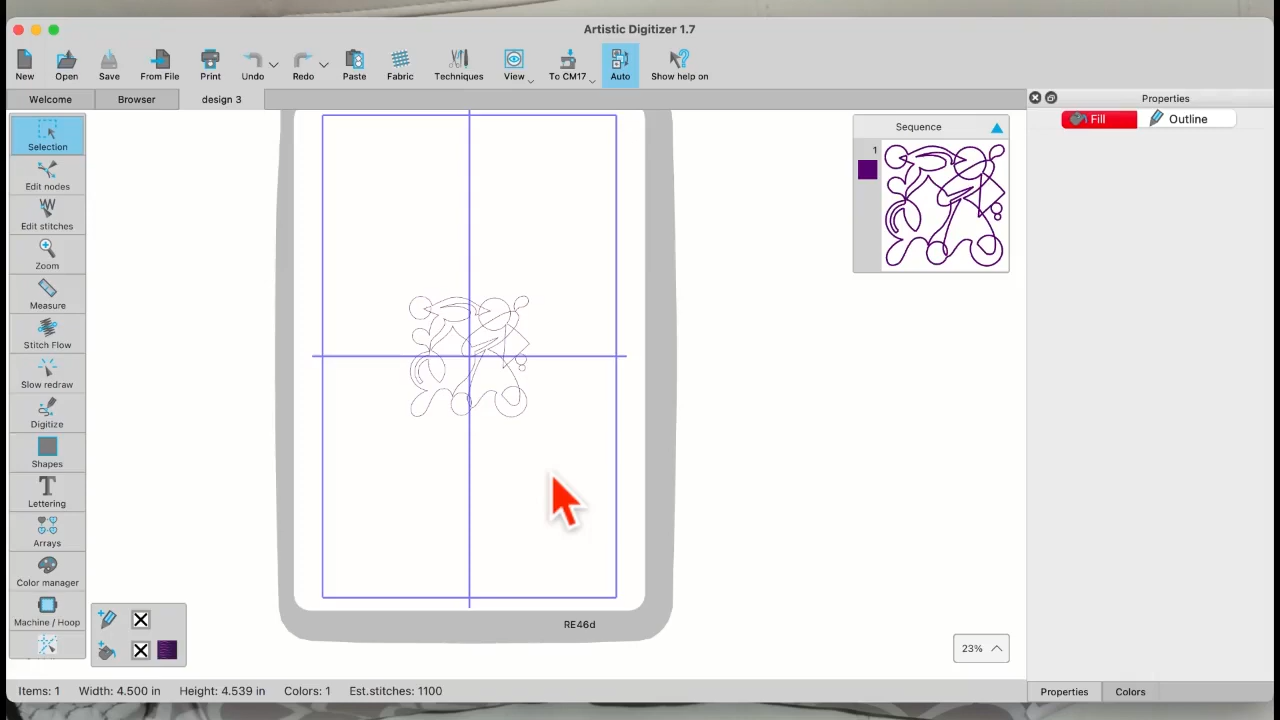 Artistic Digitizer 1.7
New Open Save From File Print Undo Redo Paste Fabric Techniques View To CM17 Auto Show help on
Welcome Browser design 3
Properties
Fill Outline
Sequence
1
Selection
Edit nodes
Edit stitches
Zoom
Measure
Stitch Flow
Slow redraw
Digitize
Shapes
Lettering
Arrays
Color manager
Machine / Hoop
RE46d
23%
Items: 1 Width: 4.500 in Height: 4.539 in Colors: 1 Est.stitches: 1100
Properties Colors